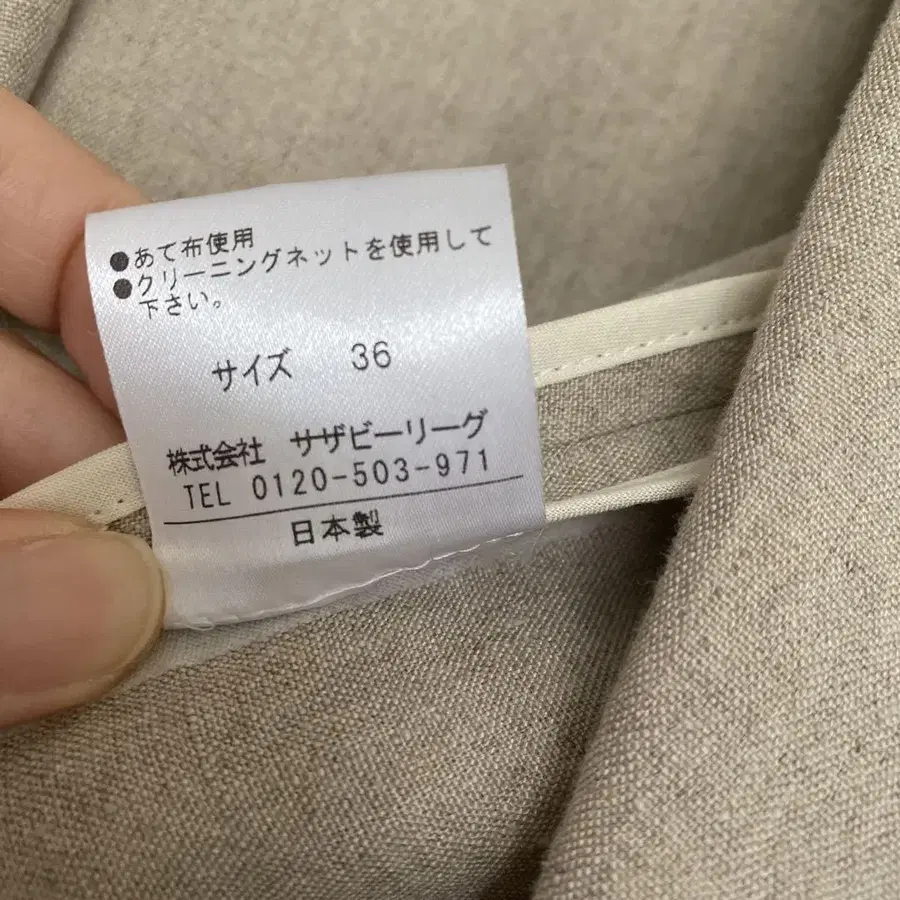 ●あて布使用
●クリーニングネットを使用して
下さい。
サイズ 36
株式会社 サザビーリーグ
TEL 0120-503-971
日本製